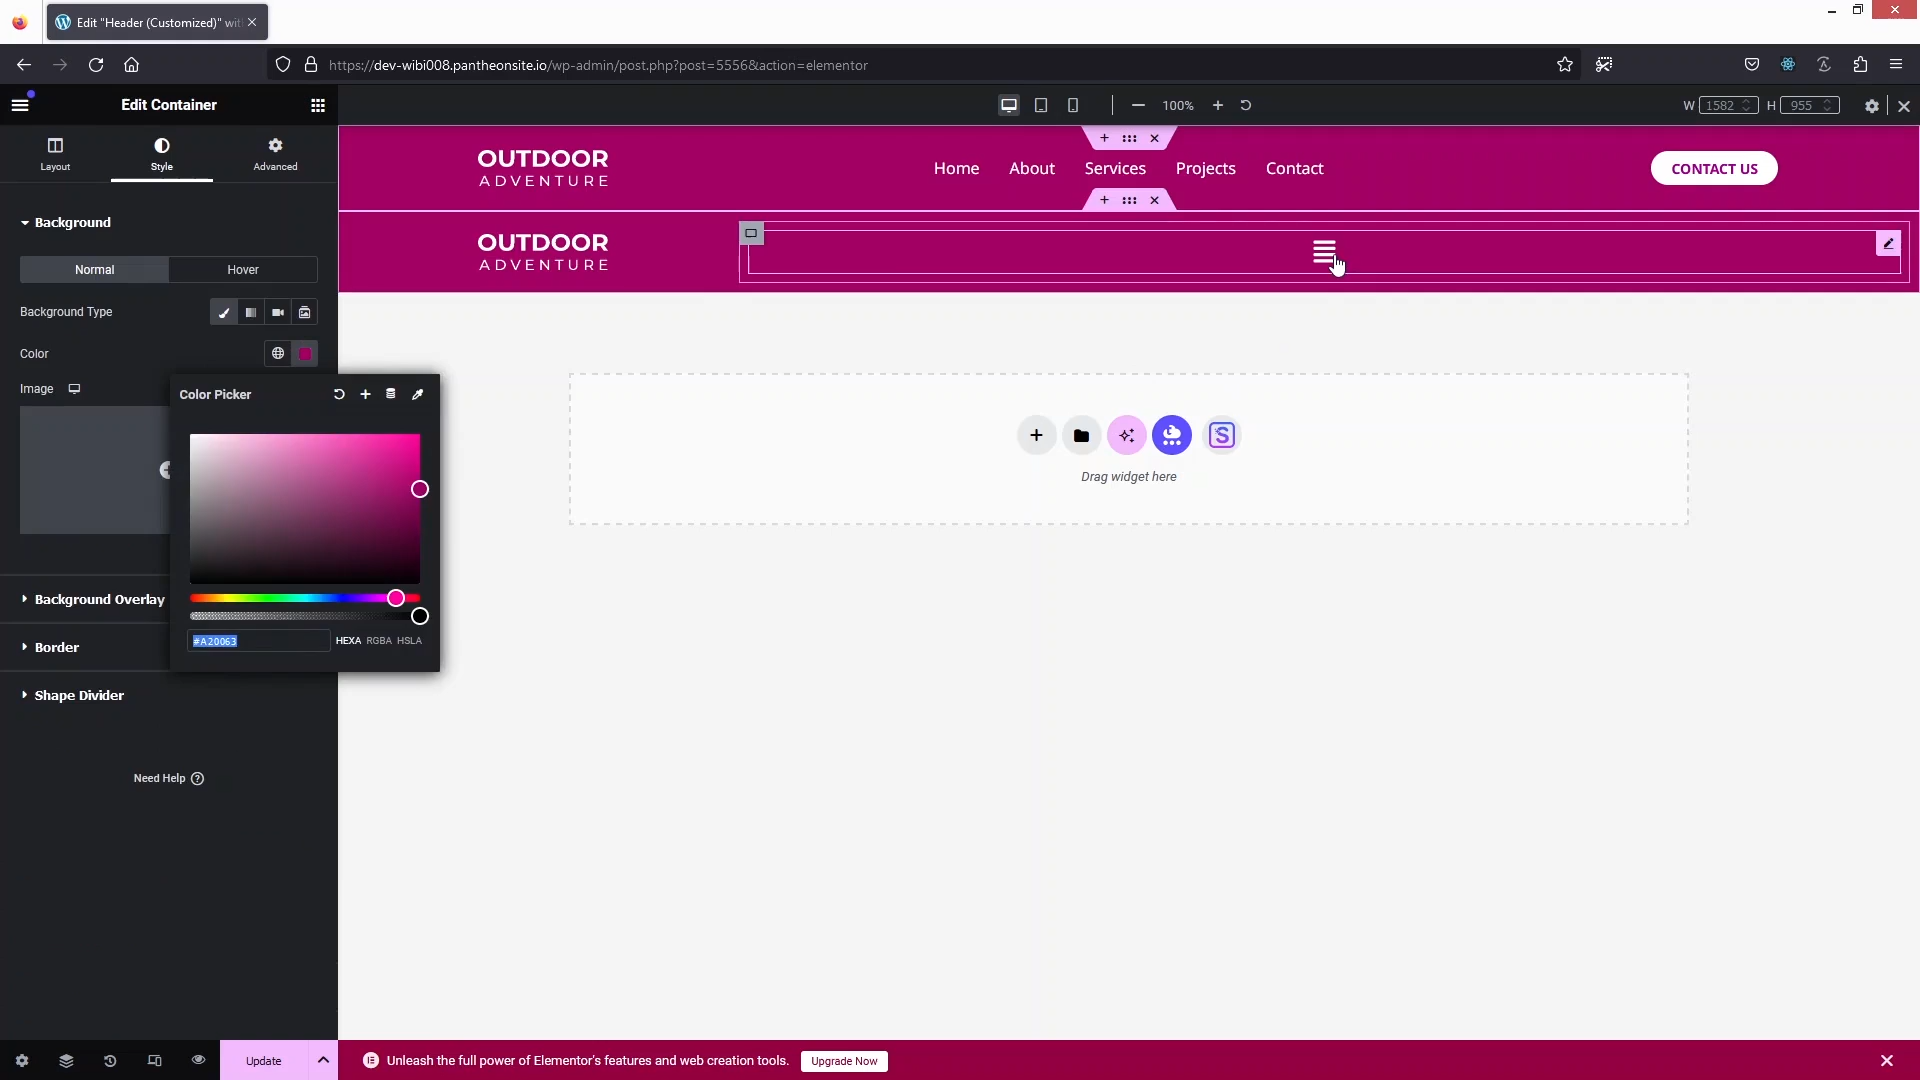 Edit "Header (Customized)" wit
https://dev-wibi008.pantheonsite.io/wp-admin/post.php?post=5556&action=elementor
Edit Container
100%
W 1582 H 955
Layout
Style
Advanced
Background
Normal
Hover
Background Type
Color
Image
Color Picker
#A20063
HEXA RGBA HSLA
Background Overlay
Border
Shape Divider
Need Help
Update
OUTDOOR
ADVENTURE
Home
About
Services
Projects
Contact
CONTACT US
OUTDOOR
ADVENTURE
Drag widget here
Unleash the full power of Elementor's features and web creation tools.
Upgrade Now